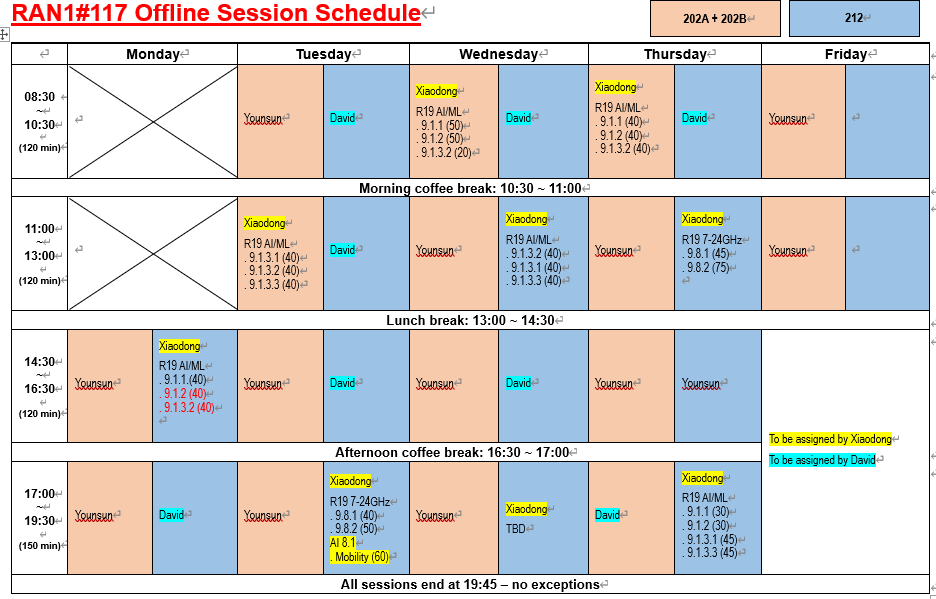 RAN1#117 Offline Session Schedule
202A + 202B
212
Monday
Tuesday
Wednesday
Thursday
Friday
08:30
~
10:30
(120 min)
Younsun
David
Xiaodong
R19 AI/ML
. 9.1.1 (50)
. 9.1.2 (50)
. 9.1.3.2 (20)
David
Xiaodong
R19 AI/ML
. 9.1.1 (40)
. 9.1.2 (40)
. 9.1.3.2 (40)
David
Younsun
Morning coffee break: 10:30 ~ 11:00
11:00
~
13:00
(120 min)
Xiaodong
R19 AI/ML
. 9.1.3.1 (40)
. 9.1.3.2 (40)
. 9.1.3.3 (40)
David
Younsun
Xiaodong
R19 AI/ML
. 9.1.3.2 (40)
. 9.1.3.1 (40)
. 9.1.3.3 (40)
Younsun
Xiaodong
R19 7-24GHz
. 9.8.1 (45)
. 9.8.2 (75)
Younsun
Lunch break: 13:00 ~ 14:30
14:30
~
16:30
(120 min)
Younsun
Xiaodong
R19 AI/ML
. 9.1.1.(40)
. 9.1.2 (40)
. 9.1.3.2 (40)
Younsun
David
Younsun
David
Younsun
Younsun
To be assigned by Xiaodong
To be assigned by David
Afternoon coffee break: 16:30 ~ 17:00
17:00
~
19:30
(150 min)
Younsun
David
Younsun
Xiaodong
R19 7-24GHz
. 9.8.1 (40)
. 9.8.2 (50)
AI 8.1
. Mobility (60)
Younsun
Xiaodong
TBD
David
Xiaodong
R19 AI/ML
. 9.1.1 (30)
. 9.1.2 (30)
. 9.1.3.1 (45)
. 9.1.3.3 (45)
All sessions end at 19:45 – no exceptions